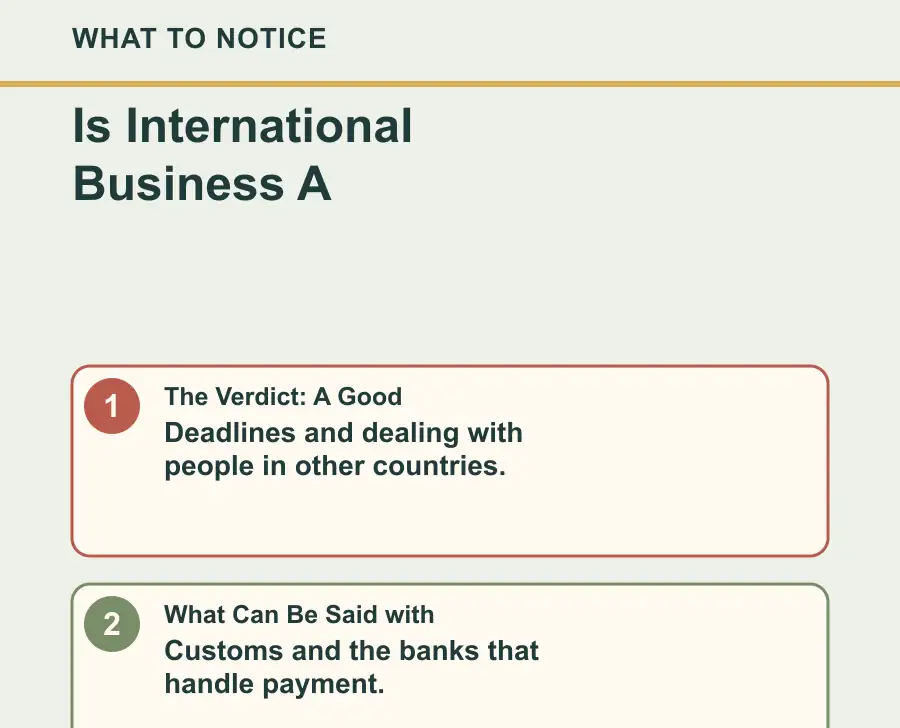 WHAT TO NOTICE
Is International
Business A
1
The Verdict: A Good
Deadlines and dealing with
people in other countries.
2
What Can Be Said with
Customs and the banks that
handle payment.